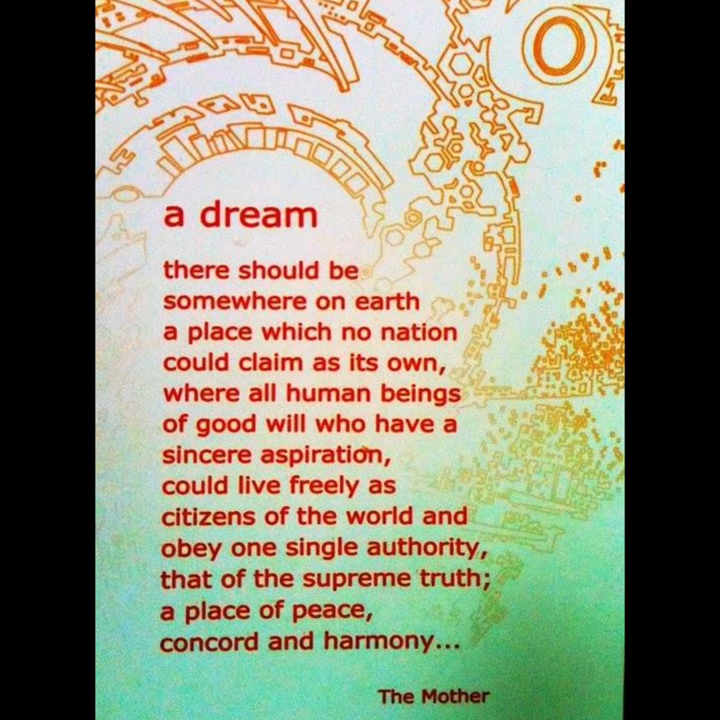 a dream
there should be
somewhere on earth
a place which no nation
could claim as its own,
where all human beings
of good will who have a
sincere aspiration,
could live freely as
citizens of the world and
obey one single authority,
that of the supreme truth;
a place of peace,
concord and harmony...
The Mother